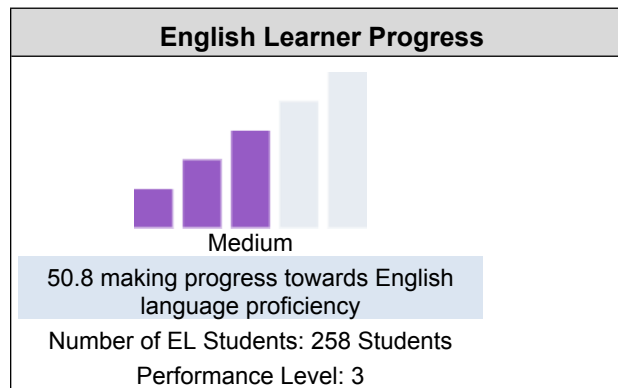 English Learner Progress
Medium
50.8 making progress towards English
language proficiency
Number of EL Students: 258 Students
Performance Level: 3